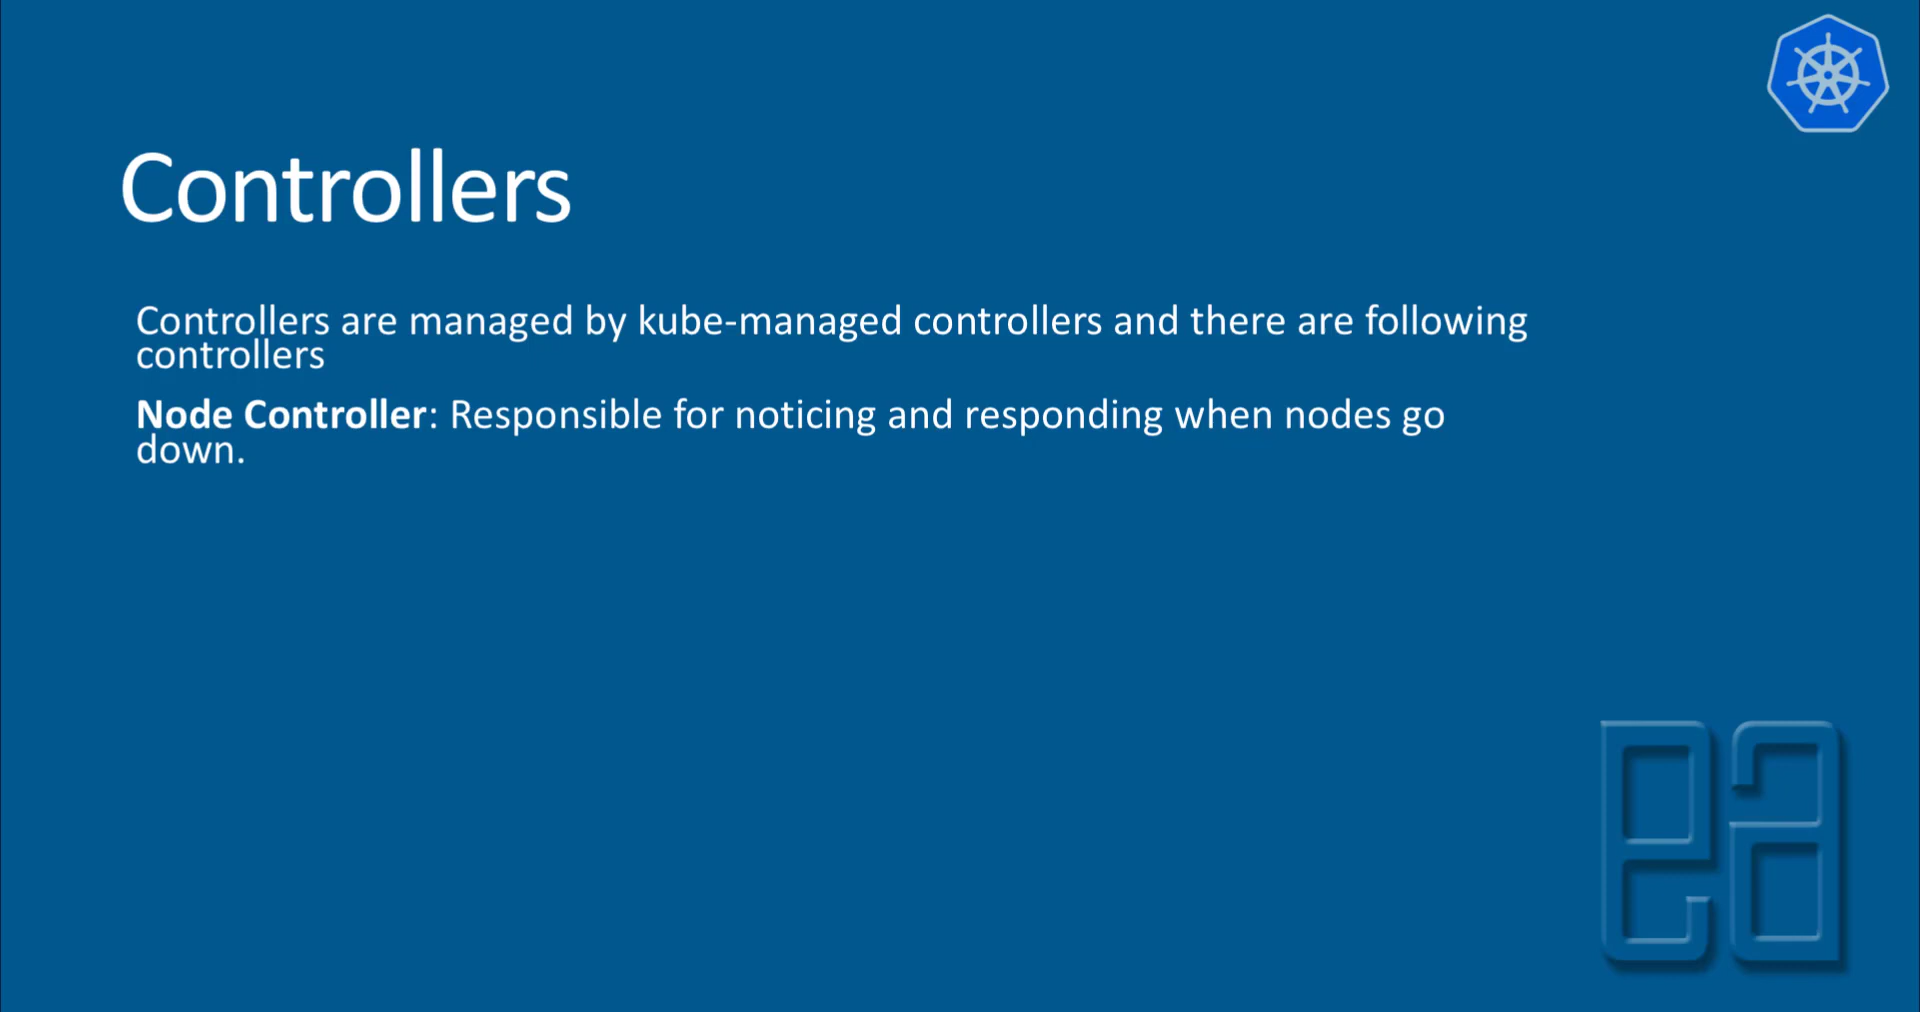 Controllers
Controllers are managed by kube-managed controllers and there are following
controllers
Node Controller: Responsible for noticing and responding when nodes go
down.
ea